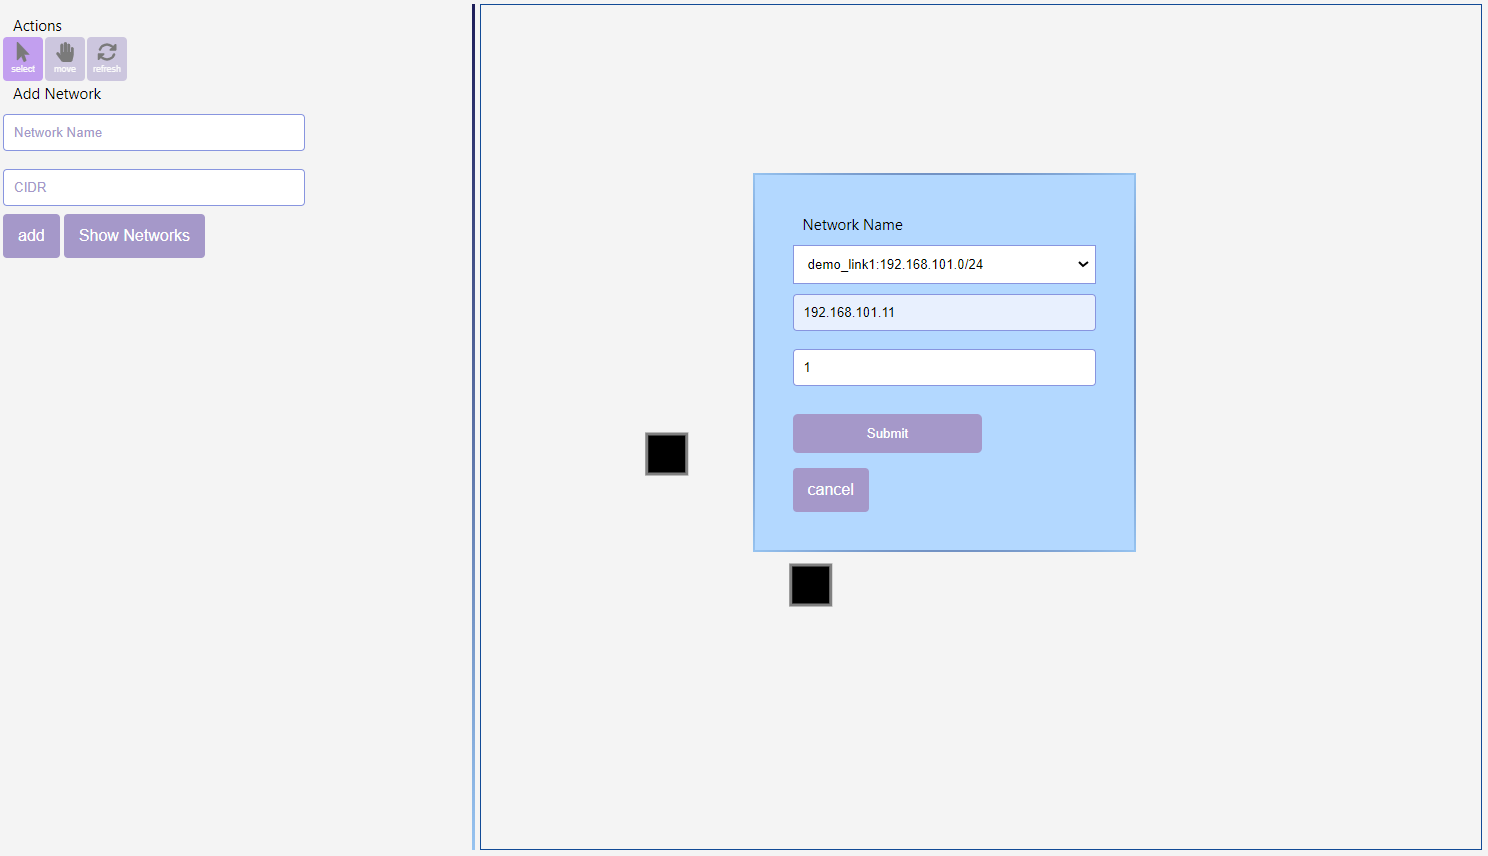 Actions
select move refresh
Add Network
Network Name
CIDR
add Show Networks
Network Name
demo_link1:192.168.101.0/24
192.168.101.11
1
Submit
cancel